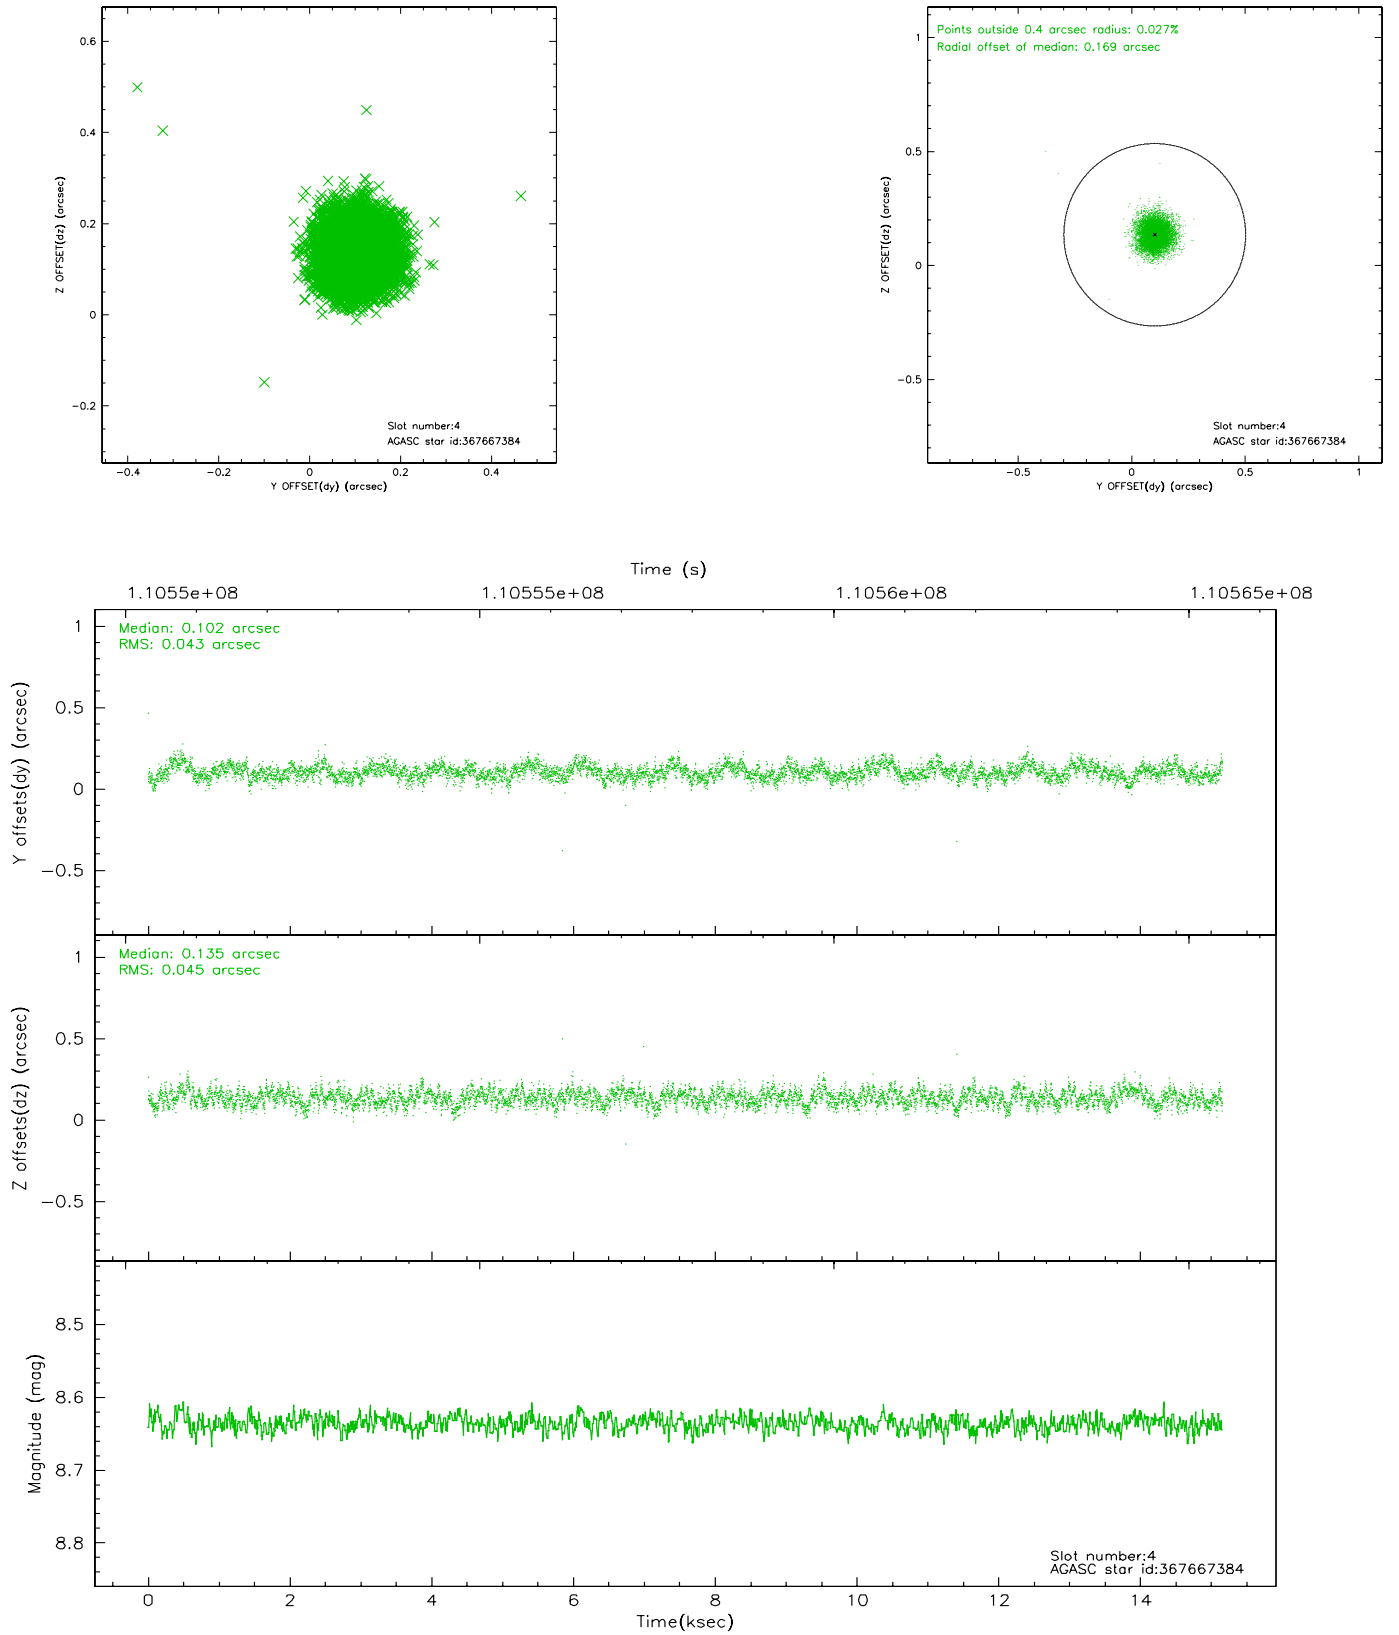 0.6
0.4
0.2
0
-0.2
Z OFFSET(dz) (arcsec)
Slot number:4
AGASC star id:367667384
-0.4
-0.2
0
0.2
0.4
Y OFFSET(dy) (arcsec)
Points outside 0.4 arcsec radius: 0.027%
Radial offset of median: 0.169 arcsec
1
0.5
0
-0.5
Z OFFSET(dz) (arcsec)
Slot number:4
AGASC star id:367667384
-0.5
0
0.5
1
Y OFFSET(dy) (arcsec)
Time (s)
1.1055e+08
1.10555e+08
1.1056e+08
1.10565e+08
Median: 0.102 arcsec
RMS: 0.043 arcsec
1
0.5
0
-0.5
Y offsets(dy) (arcsec)
Median: 0.135 arcsec
RMS: 0.045 arcsec
1
0.5
0
-0.5
Z offsets(dz) (arcsec)
8.5
8.6
8.7
8.8
Magnitude (mag)
Slot number:4
AGASC star id:367667384
0
2
4
6
8
10
12
14
Time(ksec)